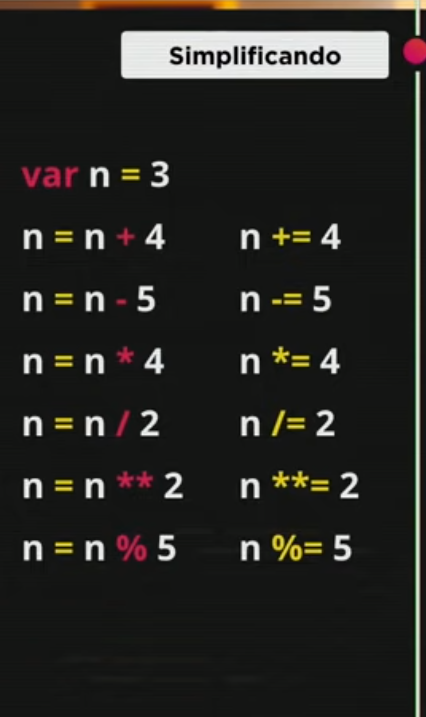 Simplificando
var n = 3
n = n + 4 n += 4
n = n - 5 n -= 5
n = n * 4 n *= 4
n = n / 2 n /= 2
n = n ** 2 n **= 2
n = n % 5 n %= 5